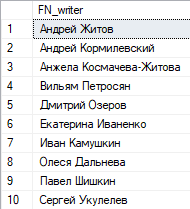 FN_writer
1 Андрей Житов
2 Андрей Кормилевский
3 Анжела Космачева-Житова
4 Вильям Петросян
5 Дмитрий Озеров
6 Екатерина Иваненко
7 Иван Камушкин
8 Олеся Дальнева
9 Павел Шишкин
10 Сергей Укулелев